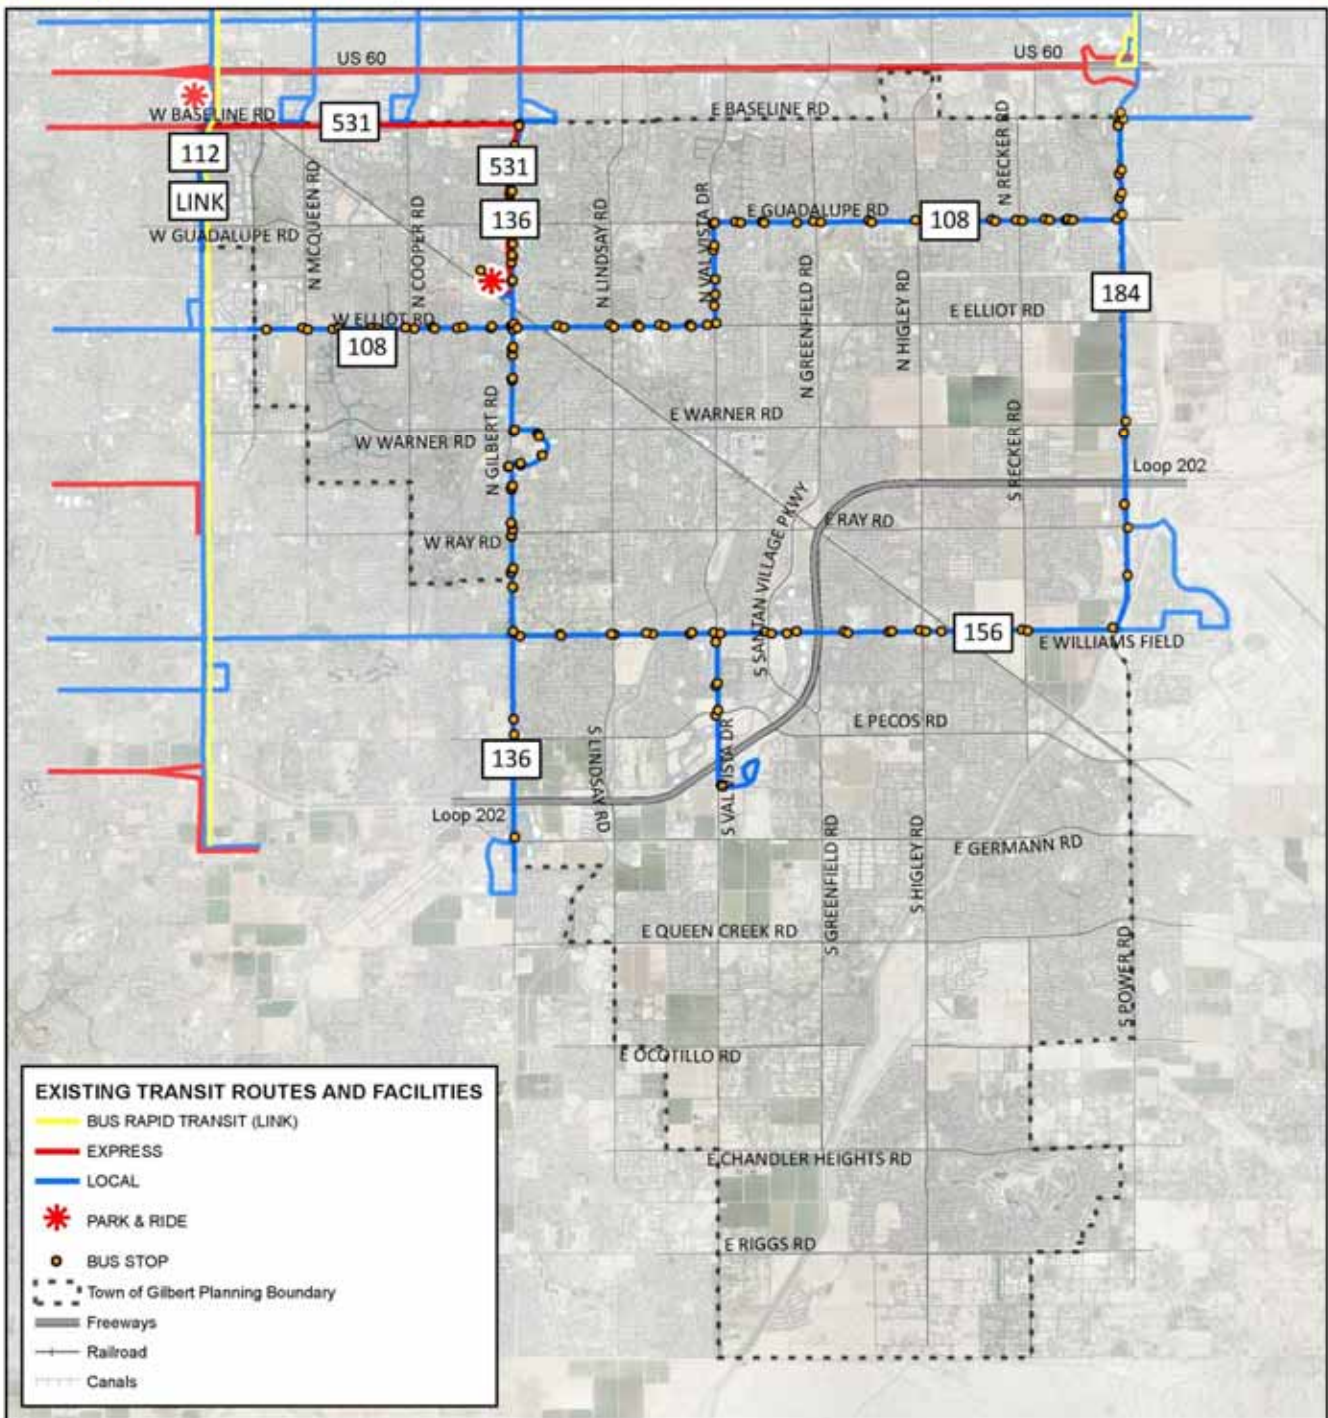 US 60
US 60
W BASELINE RD
E BASELINE RD
531
112
531
N RECKER RD
LINK
136
N MCQUEEN RD
N COOPER RD
N LINDSAY RD
N VAL VISTA DR
E GUADALUPE RD
108
W GUADALUPE RD
N GREENFIELD RD
N HIGLEY RD
184
W ELLIOT RD
E ELLIOT RD
108
N GILBERT RD
E WARNER RD
W WARNER RD
S RECKER RD
Loop 202
S SANTAN VILLAGE PKWY
E RAY RD
W RAY RD
156
E WILLIAMS FIELD
E PECOS RD
136
S LINDSAY RD
S VAL VISTA DR
Loop 202
S GREENFIELD RD
S HIGLEY RD
E GERMANN RD
E QUEEN CREEK RD
S POWER RD
E OCOTILLO RD
E CHANDLER HEIGHTS RD
E RIGGS RD
EXISTING TRANSIT ROUTES AND FACILITIES
BUS RAPID TRANSIT (LINK)
EXPRESS
LOCAL
PARK & RIDE
BUS STOP
Town of Gilbert Planning Boundary
Freeways
Railroad
Canals